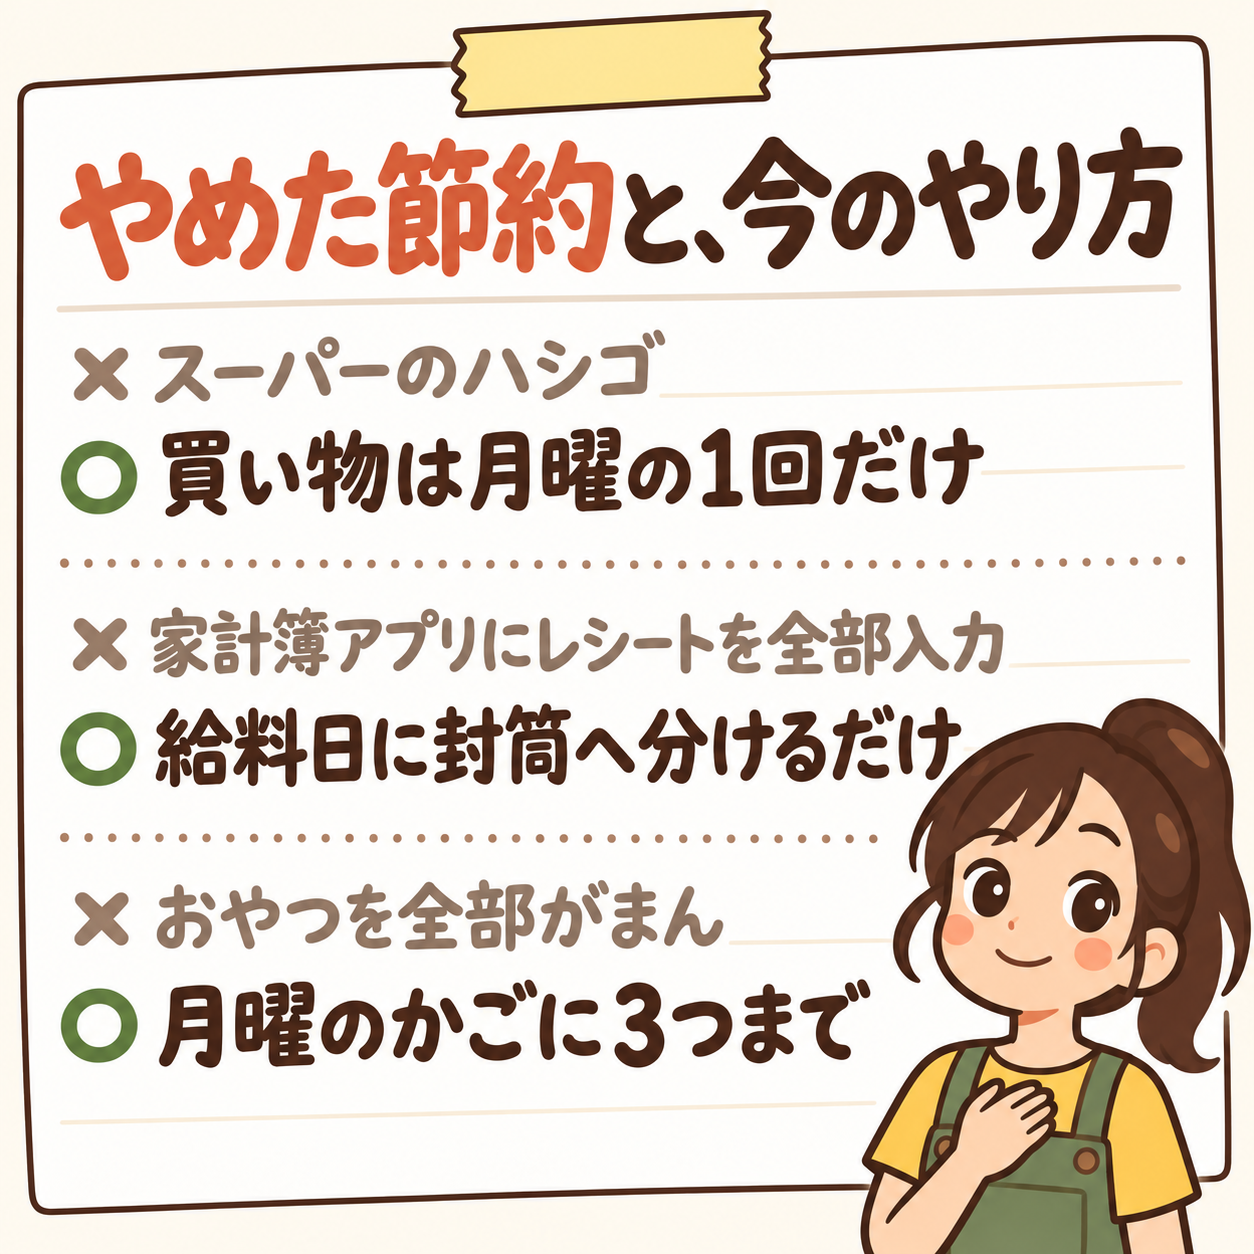 やめた節約と、今のやり方
× スーパーのハシゴ
○ 買い物は月曜の1回だけ
× 家計簿アプリにレシートを全部入力
○ 給料日に封筒へ分けるだけ
× おやつを全部がまん
○ 月曜のかごに3つまで